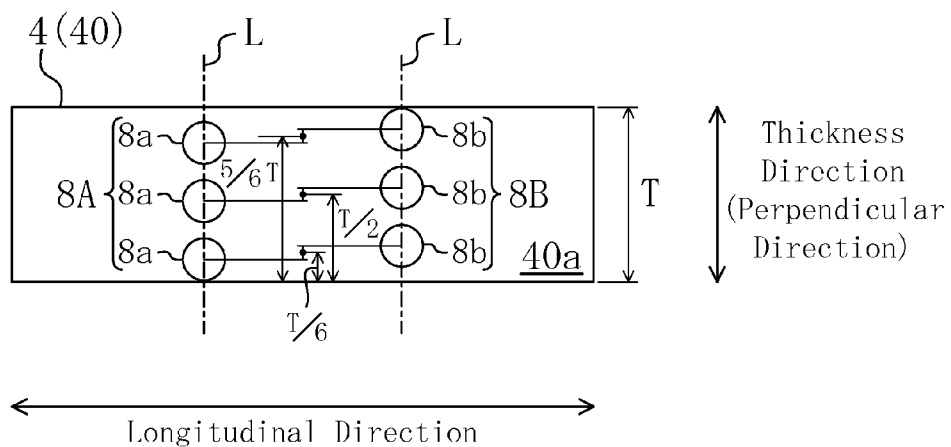 4(40)
L
L
8a
8b
8a
8b
8a
8b
8A
8B
5/6 T
T/2
T/6
T
40a
Thickness
Direction
(Perpendicular
Direction)
Longitudinal Direction